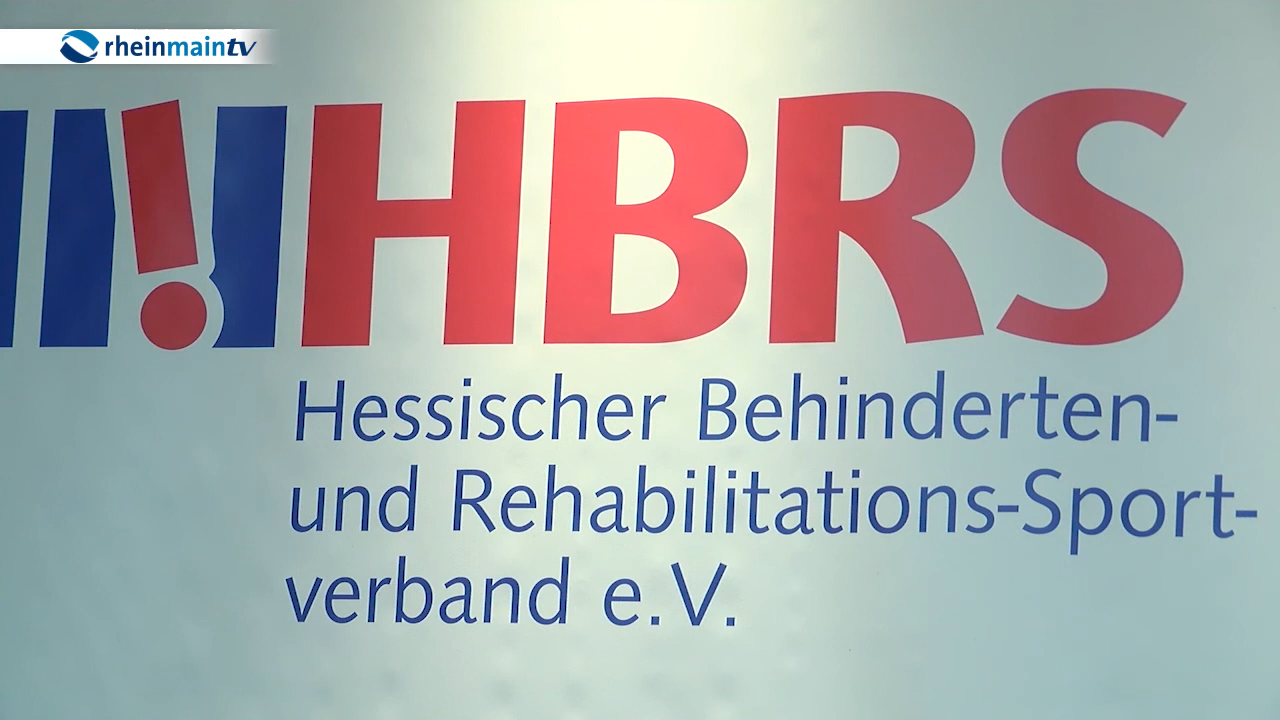 rheinmaintv
HBRS
Hessischer Behinderten-
und Rehabilitations-Sport-
verband e.V.